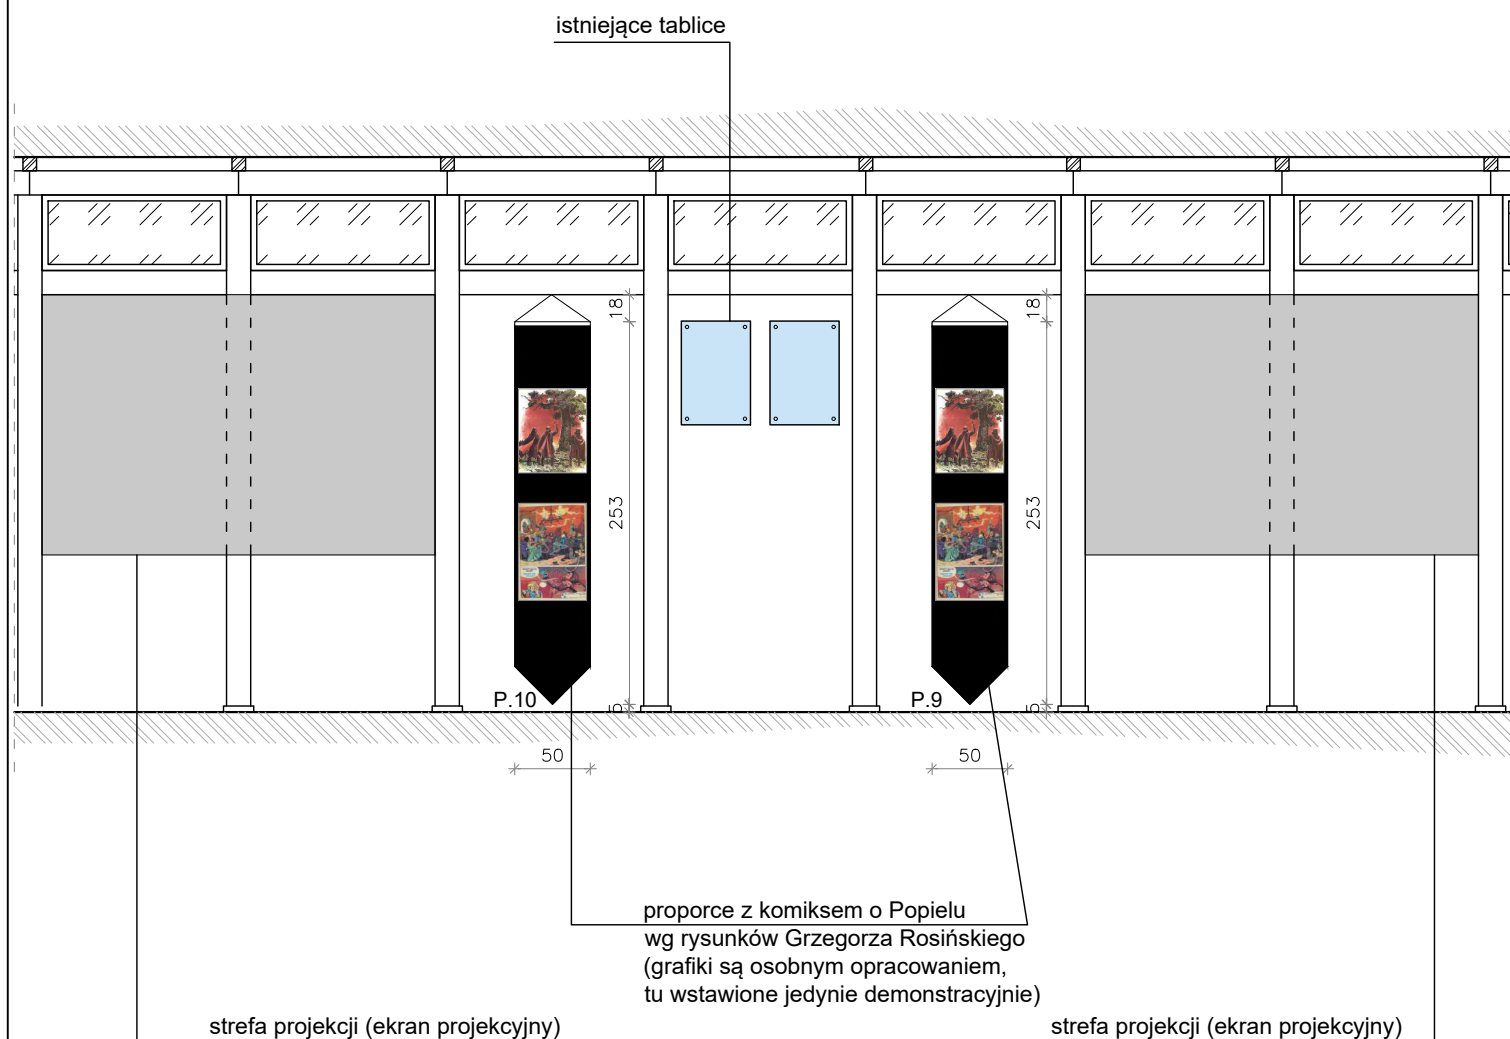 istniejące tablice
18
18
253
253
P.10
5
P.9
5
50
50
proporce z komiksem o Popielu
wg rysunków Grzegorza Rosińskiego
(grafiki są osobnym opracowaniem,
tu wstawione jedynie demonstracyjnie)
strefa projekcji (ekran projekcyjny)
strefa projekcji (ekran projekcyjny)